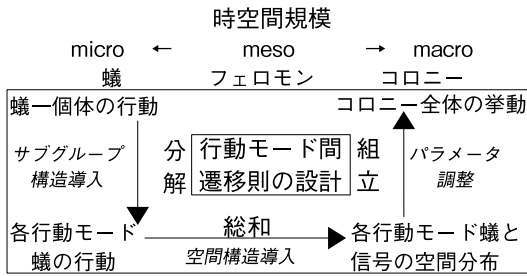 時空間規模
micro ← meso → macro
蟻 フェロモン コロニー
蟻一個体の行動 コロニー全体の挙動
サブグループ 分 行動モード間 組 パラメータ
構造導入 解 遷移則の設計 立 調整
各行動モード 総和 各行動モード蟻と
蟻の行動 空間構造導入 信号の空間分布